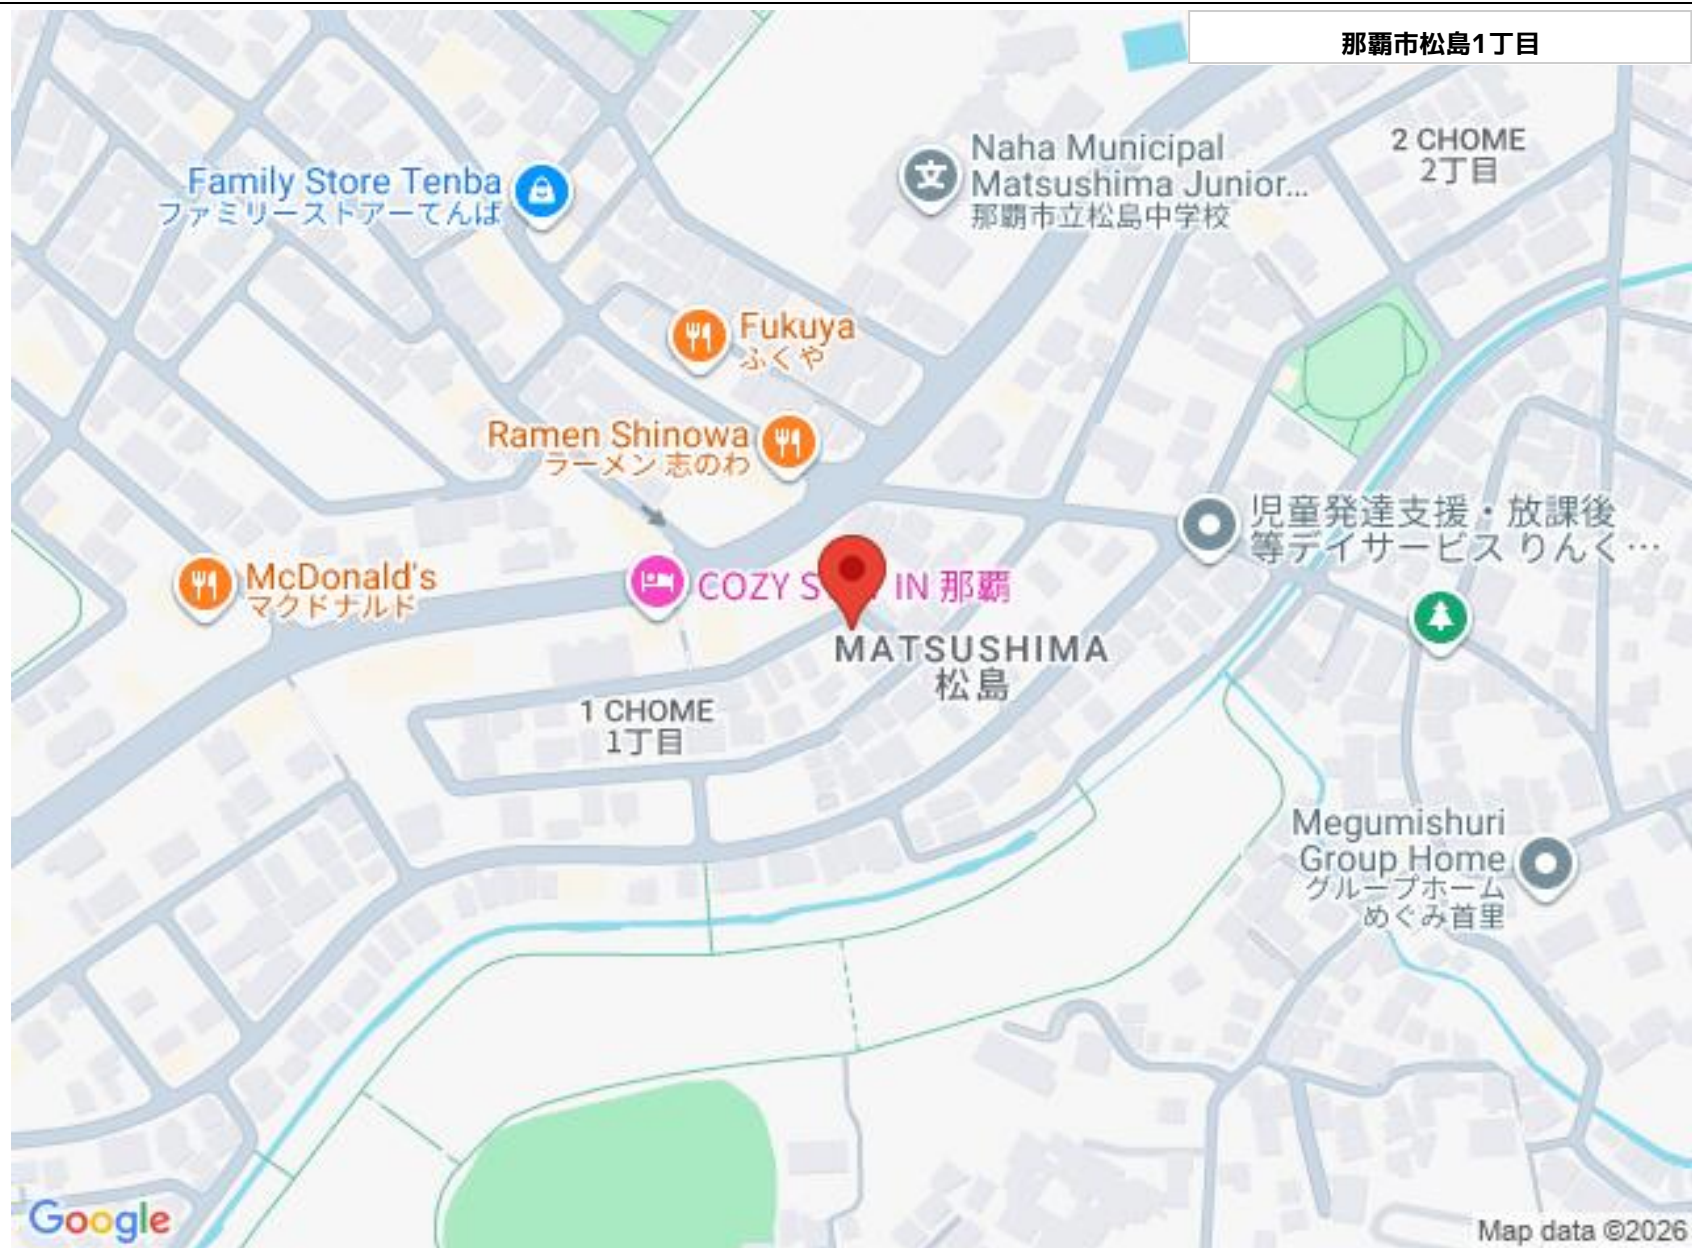 那覇市松島1丁目
2 CHOME
2丁目
Naha Municipal
Matsushima Junior...
那覇市立松島中学校
Family Store Tenba
ファミリーストアーてんば
Fukuya
ふくや
Ramen Shinowa
ラーメン 志のわ
児童発達支援・放課後
等デイサービス りんく…
McDonald's
マクドナルド
COZY S IN 那覇
MATSUSHIMA
松島
1 CHOME
1丁目
Megumishuri
Group Home
グループホーム
めぐみ首里
Google
Map data ©2026